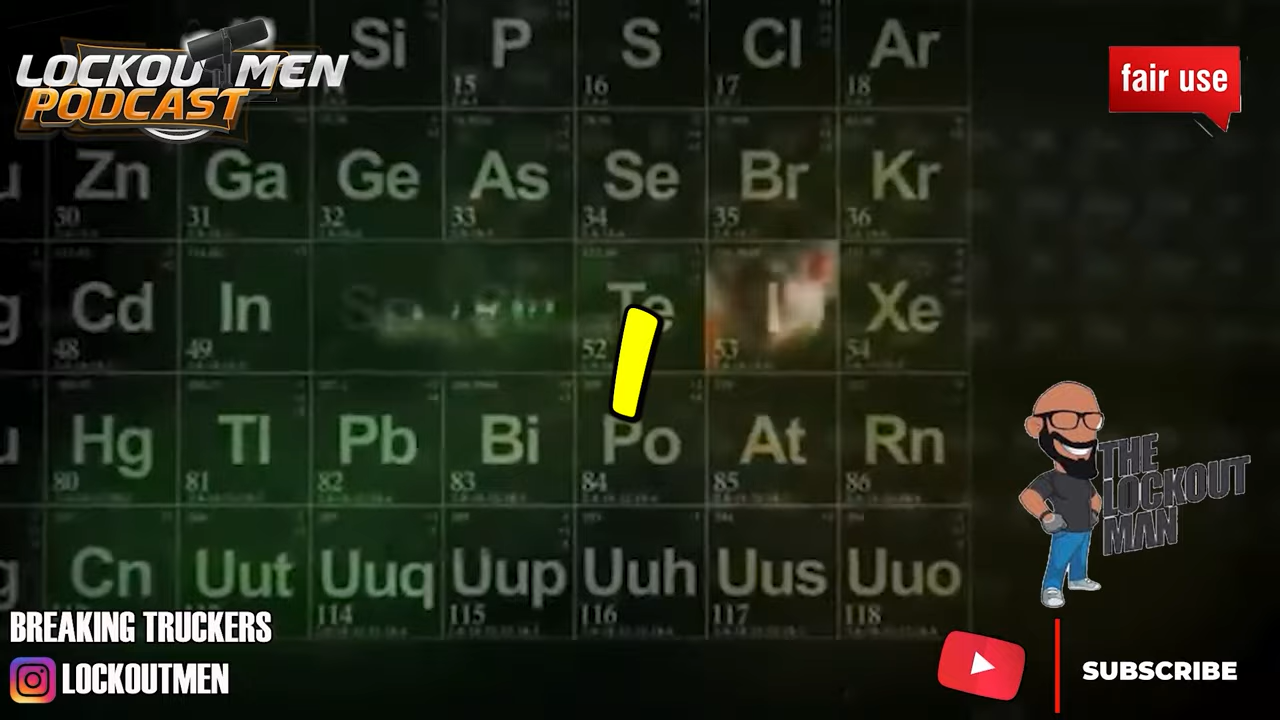 LOCKOU MEN
PODCAST
fair use
Si P S Cl Ar
15 16 17 18
Zn Ga Ge As Se Br Kr
30 31 32 33 34 35 36
Cd In Te I Xe
48 49 52 53 54
Hg Tl Pb Bi Po At Rn
80 81 82 83 84 85 86
Cn Uut Uuq Uup Uuh Uus Uuo
114 115 116 117 118
THE
LOCKOUT
MAN
BREAKING TRUCKERS
LOCKOUTMEN
SUBSCRIBE